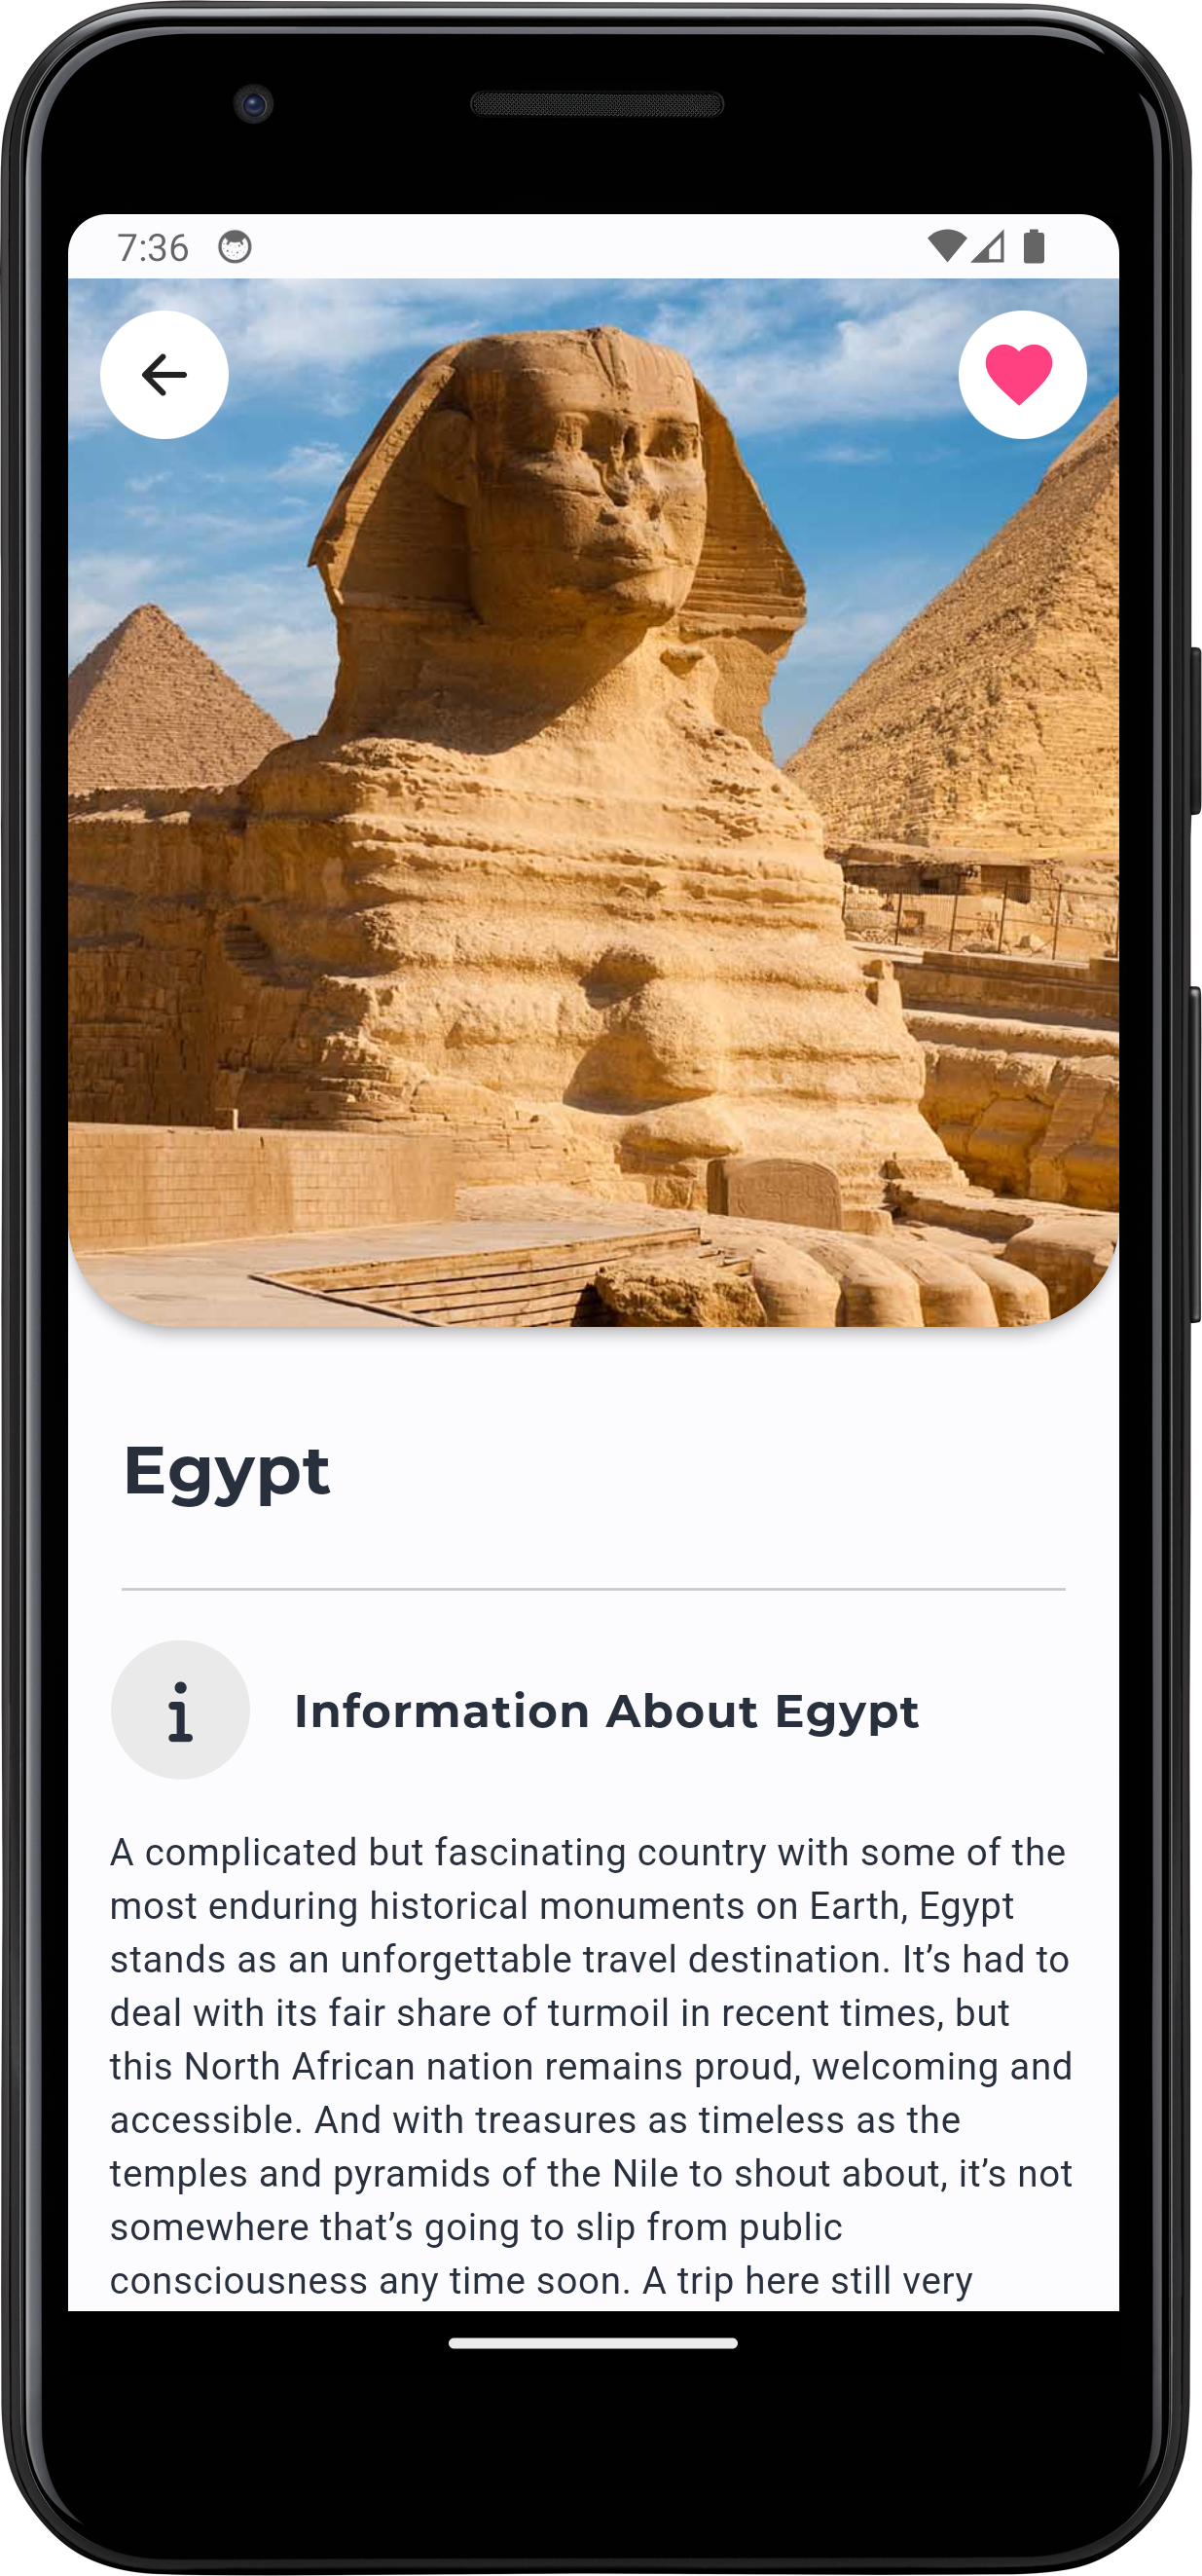 7:36
Egypt
Information About Egypt
A complicated but fascinating country with some of the
most enduring historical monuments on Earth, Egypt
stands as an unforgettable travel destination. It’s had to
deal with its fair share of turmoil in recent times, but
this North African nation remains proud, welcoming and
accessible. And with treasures as timeless as the
temples and pyramids of the Nile to shout about, it’s not
somewhere that’s going to slip from public
consciousness any time soon. A trip here still very